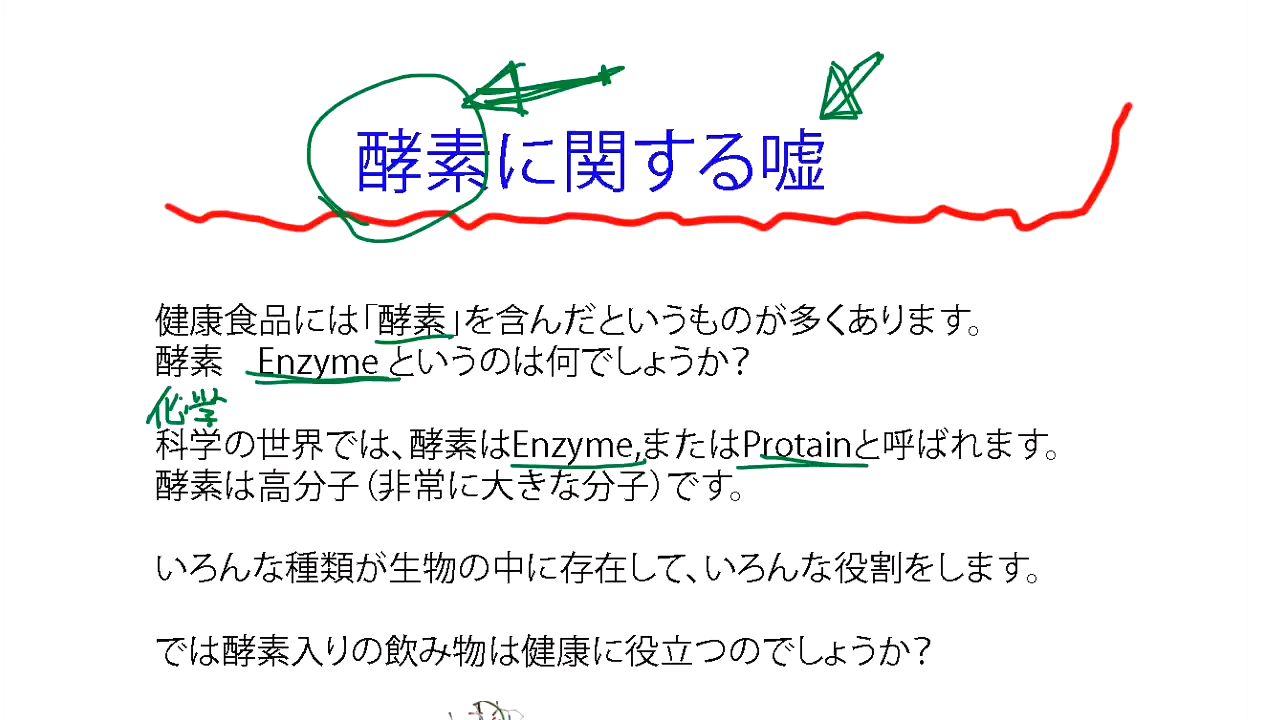 酵素に関する嘘
健康食品には「酵素」を含んだというものが多くあります。
酵素　Enzymeというのは何でしょうか？
化学
科学の世界では、酵素はEnzyme,またはProtainと呼ばれます。
酵素は高分子（非常に大きな分子）です。
いろんな種類が生物の中に存在して、いろんな役割をします。
では酵素入りの飲み物は健康に役立つのでしょうか？